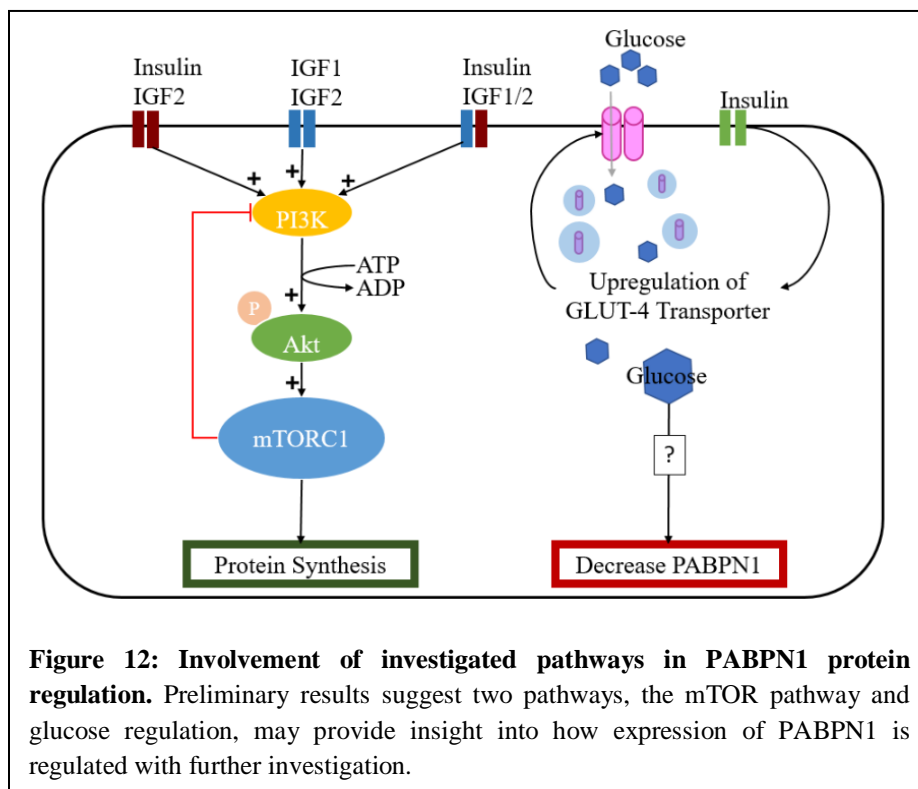 Glucose
Insulin
IGF2
IGF1
IGF2
Insulin
IGF1/2
Insulin
+
+
+
PI3K
ATP
ADP
+
P
Akt
+
mTORC1
Upregulation of
GLUT-4 Transporter
Glucose
?
Protein Synthesis
Decrease PABPN1
Figure 12: Involvement of investigated pathways in PABPN1 protein
regulation. Preliminary results suggest two pathways, the mTOR pathway and
glucose regulation, may provide insight into how expression of PABPN1 is
regulated with further investigation.